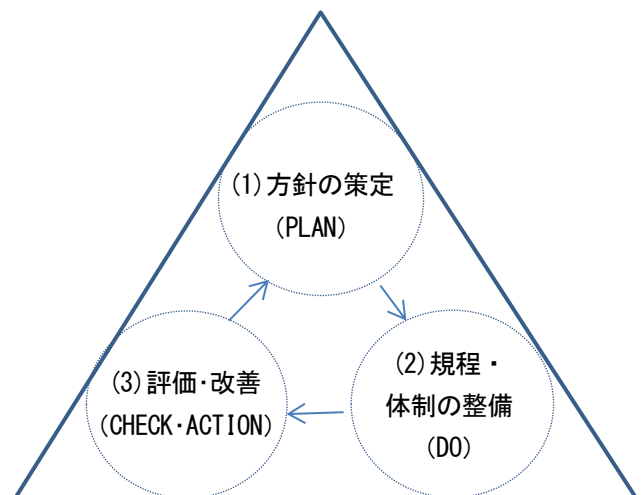 (1)方針の策定
(PLAN)
(2)規程・
体制の整備
(DO)
(3)評価・改善
(CHECK・ACTION)